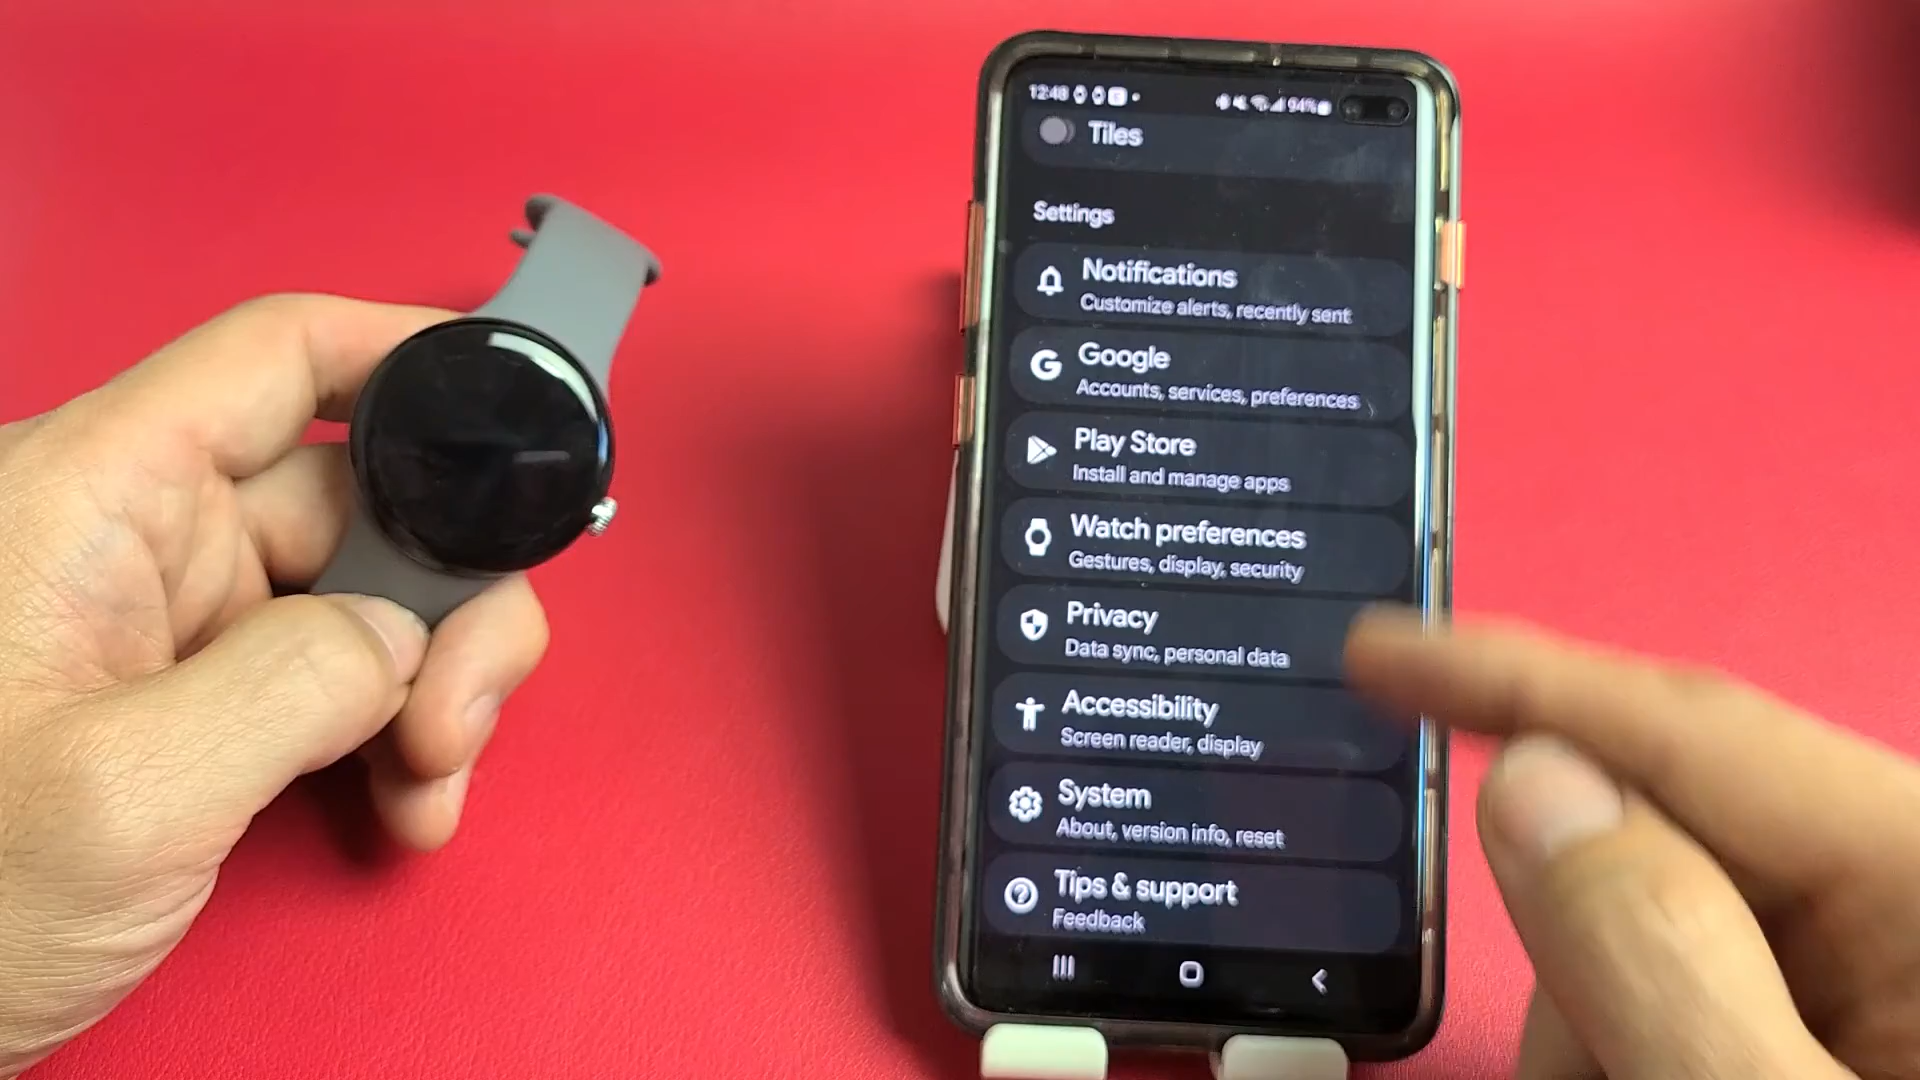 12:48
94%
Tiles
Settings
Notifications
Customize alerts, recently sent
Google
Accounts, services, preferences
Play Store
Install and manage apps
Watch preferences
Gestures, display, security
Privacy
Data sync, personal data
Accessibility
Screen reader, display
System
About, version info, reset
Tips & support
Feedback